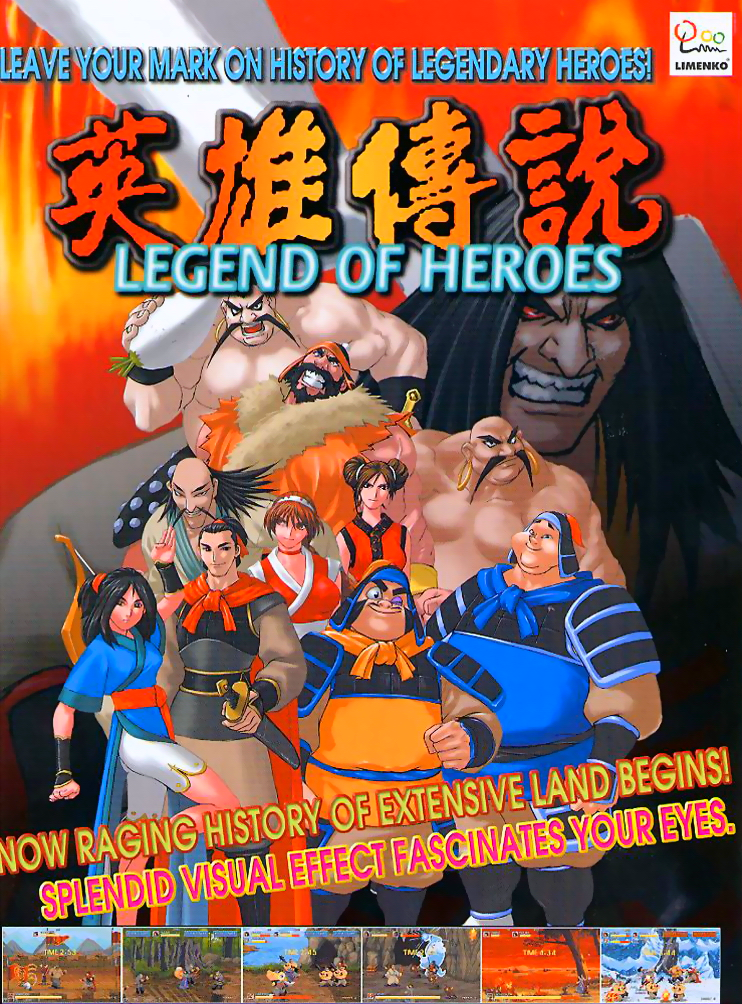 LEAVE YOUR MARK ON HISTORY OF LEGENDARY HEROES!
LIMENKO®
英雄傳說
LEGEND OF HEROES
NOW RAGING HISTORY OF EXTENSIVE LAND BEGINS!
SPLENDID VISUAL EFFECT FASCINATES YOUR EYES.